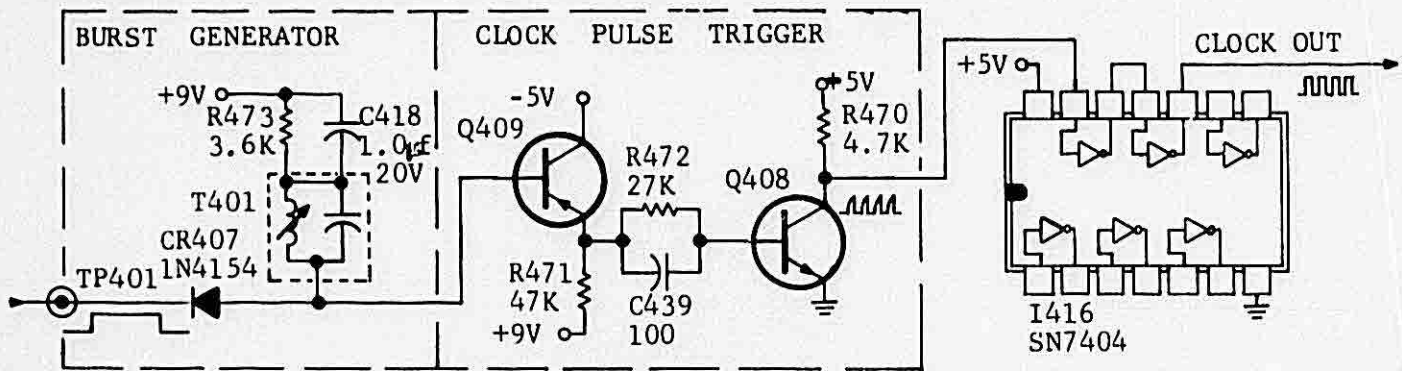 BURST GENERATOR
CLOCK PULSE TRIGGER
CLOCK OUT
+9V
R473
3.6K
C418
1.0µf
20V
T401
CR407
1N4154
TP401
-5V
Q409
R472
27K
R471
47K
+9V
C439
100
+5V
R470
4.7K
Q408
+5V
I416
SN7404